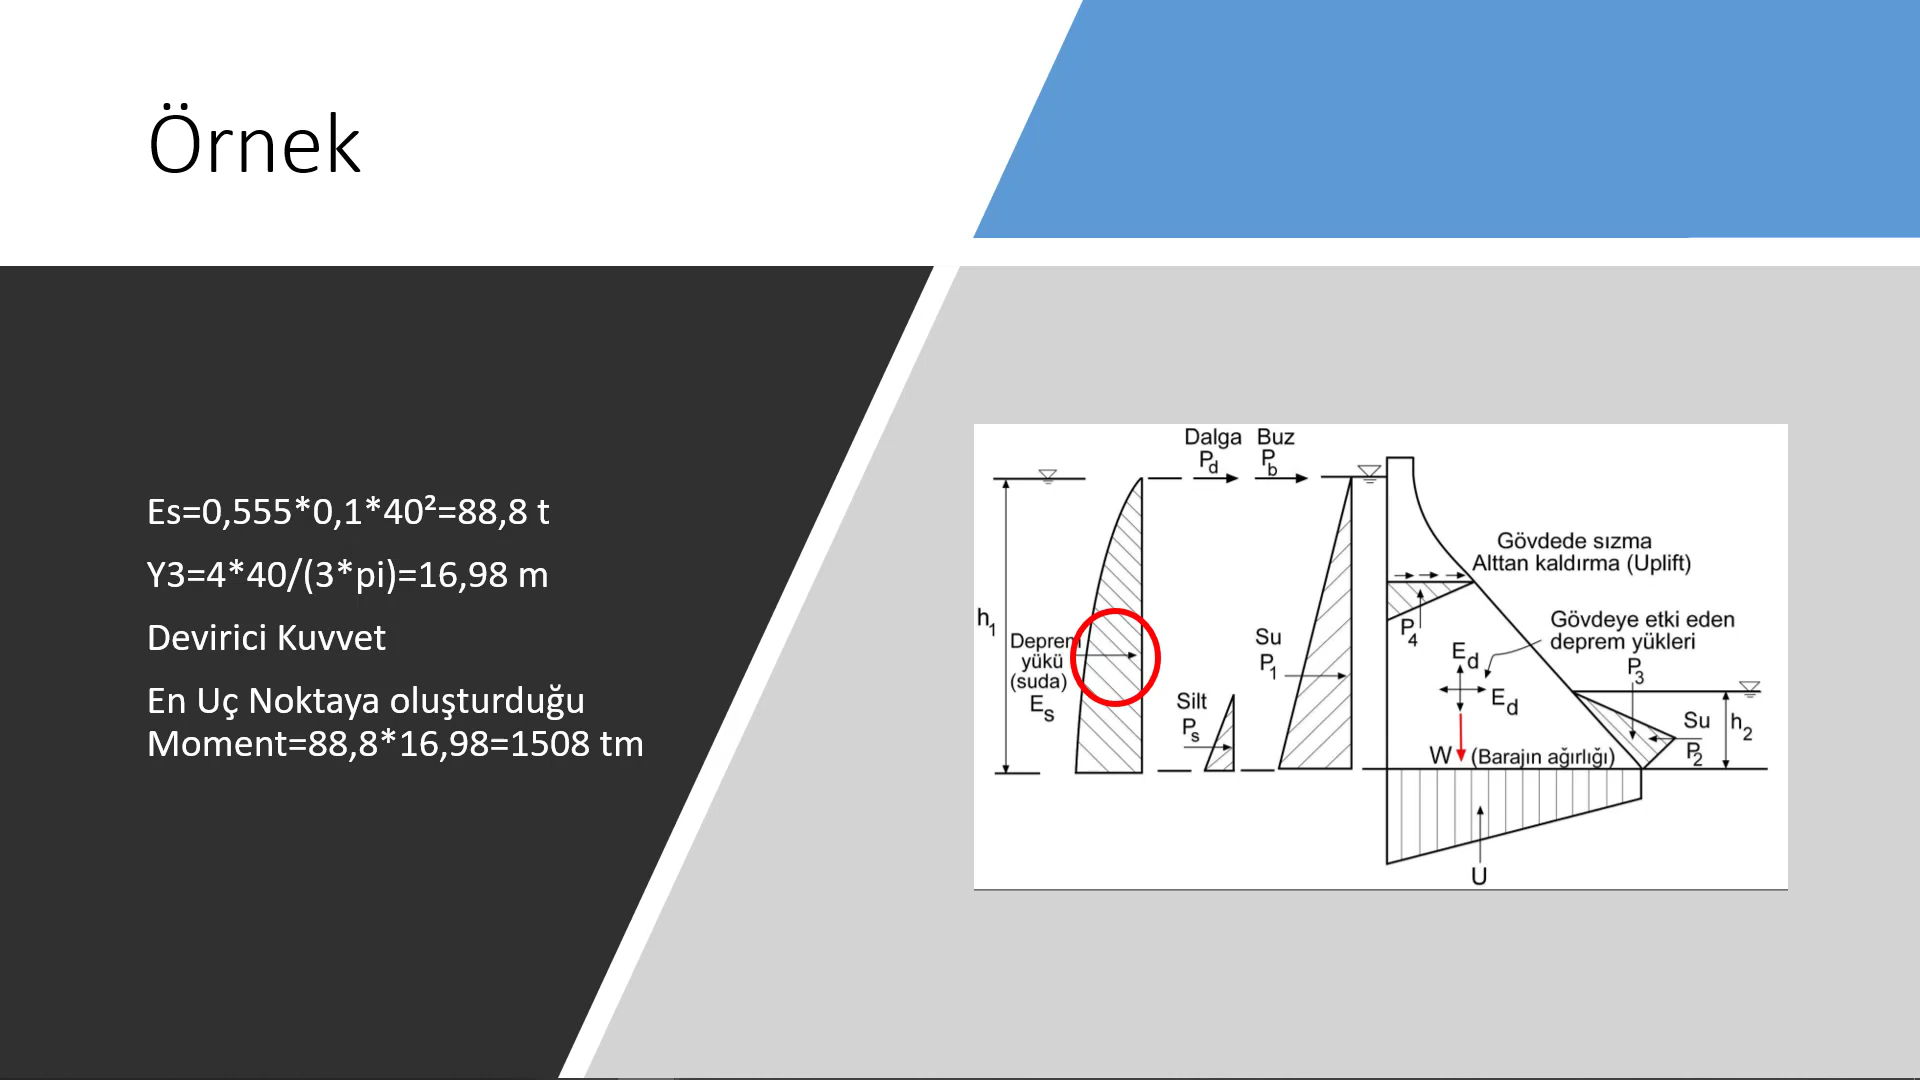 Örnek
Es=0,555*0,1*40²=88,8 t
Y3=4*40/(3*pi)=16,98 m
Devirici Kuvvet
En Uç Noktaya oluşturduğu
Moment=88,8*16,98=1508 tm
Dalga Buz
Pd Pb
Gövdede sızma
Alttan kaldırma (Uplift)
h1
Deprem
yükü
(suda)
Es
Silt
Ps
Su
P1
P4
Gövdeye etki eden
deprem yükleri
Ed
Ed
P3
Su
P2
h2
W (Barajın ağırlığı)
U